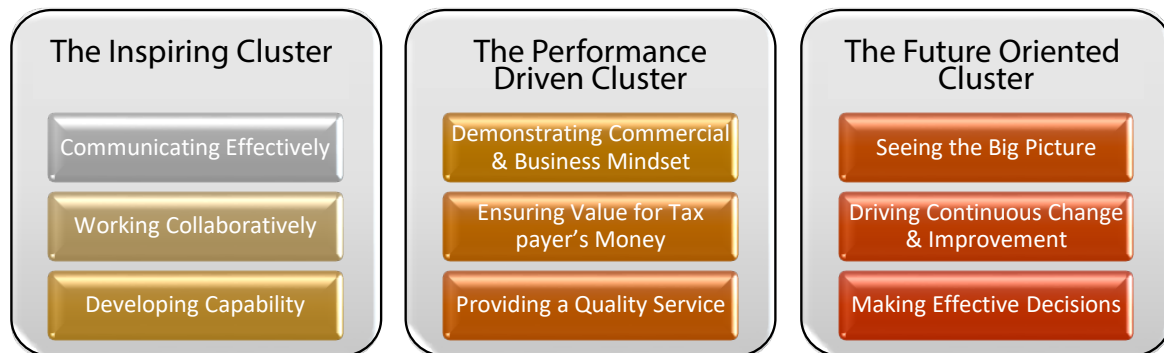 The Inspiring Cluster
Communicating Effectively
Working Collaboratively
Developing Capability
The Performance
Driven Cluster
Demonstrating Commercial
& Business Mindset
Ensuring Value for Tax
payer’s Money
Providing a Quality Service
The Future Oriented
Cluster
Seeing the Big Picture
Driving Continuous Change
& Improvement
Making Effective Decisions